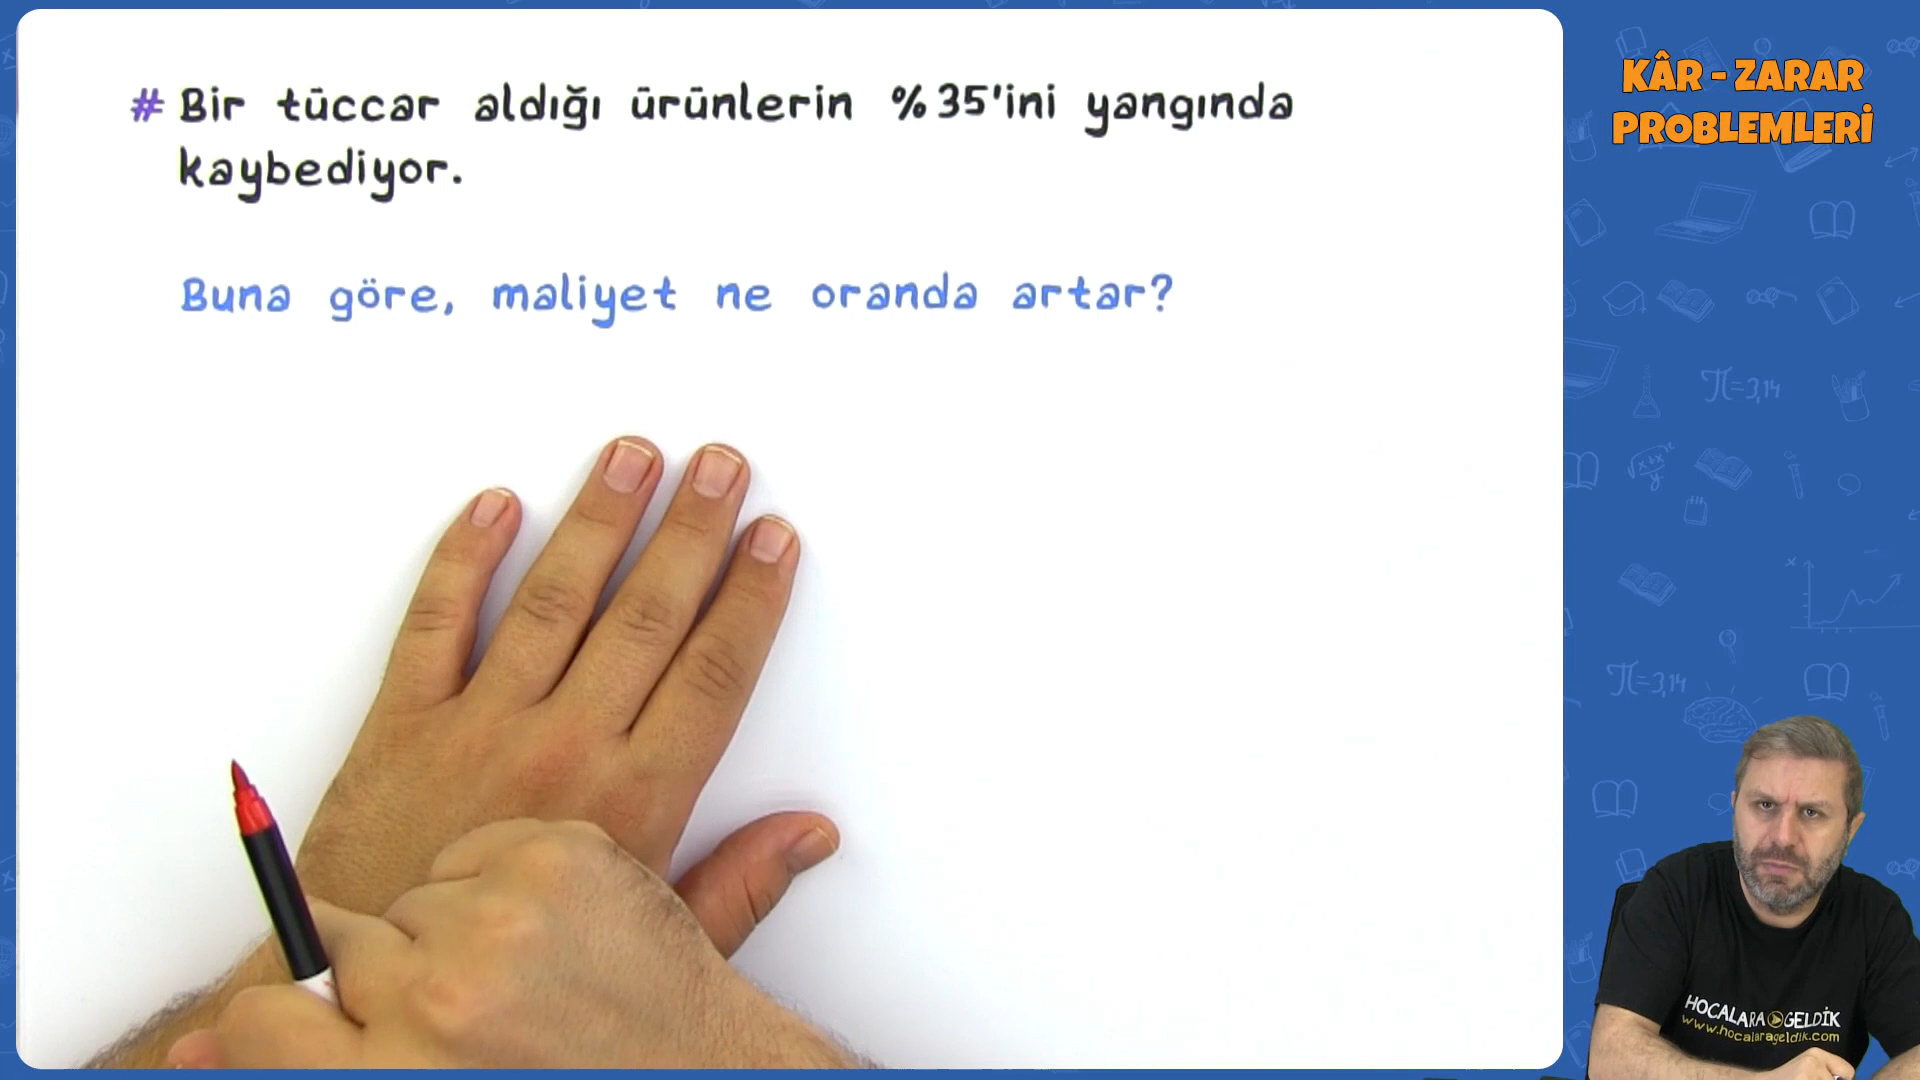 # Bir tüccar aldığı ürünlerin %35'ini yangında
kaybediyor.
Buna göre, maliyet ne oranda artar?
KÂR - ZARAR
PROBLEMLERİ
π=3,14
π=3,14
HOCALARA GELDİK
www.hocalarageldik.com